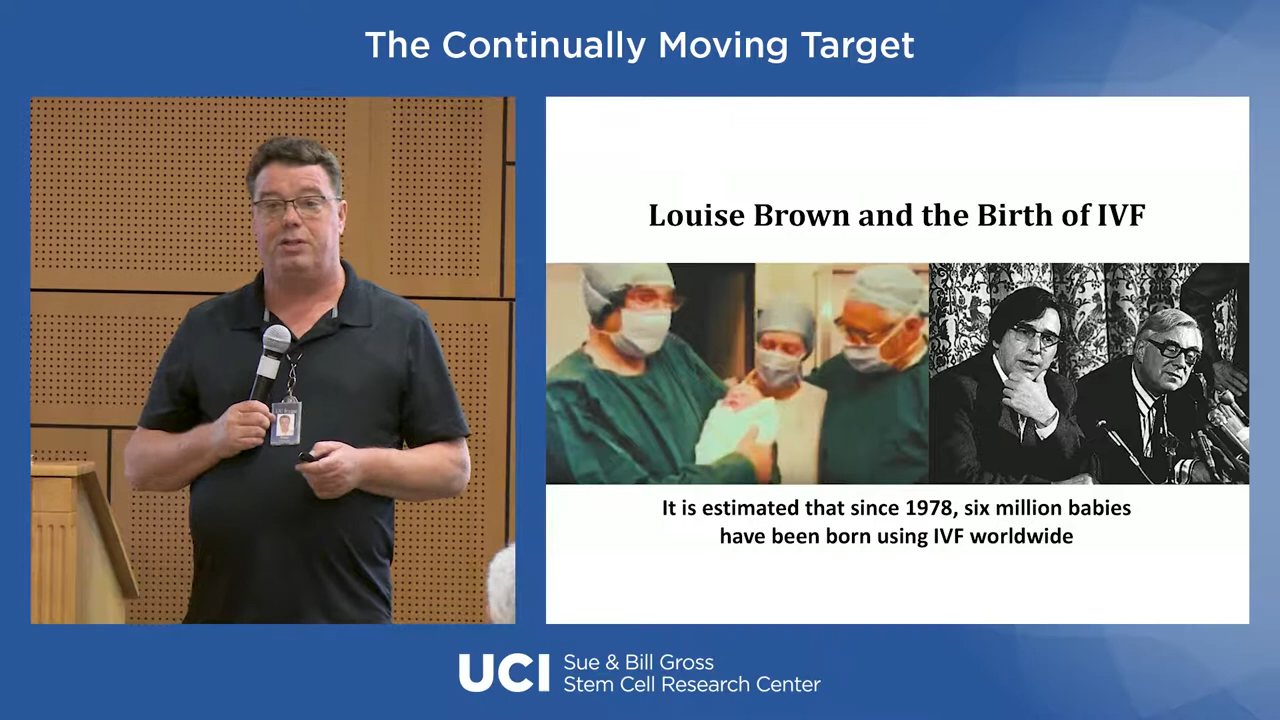 The Continually Moving Target
Louise Brown and the Birth of IVF
It is estimated that since 1978, six million babies
have been born using IVF worldwide
UCI
Sue & Bill Gross
Stem Cell Research Center